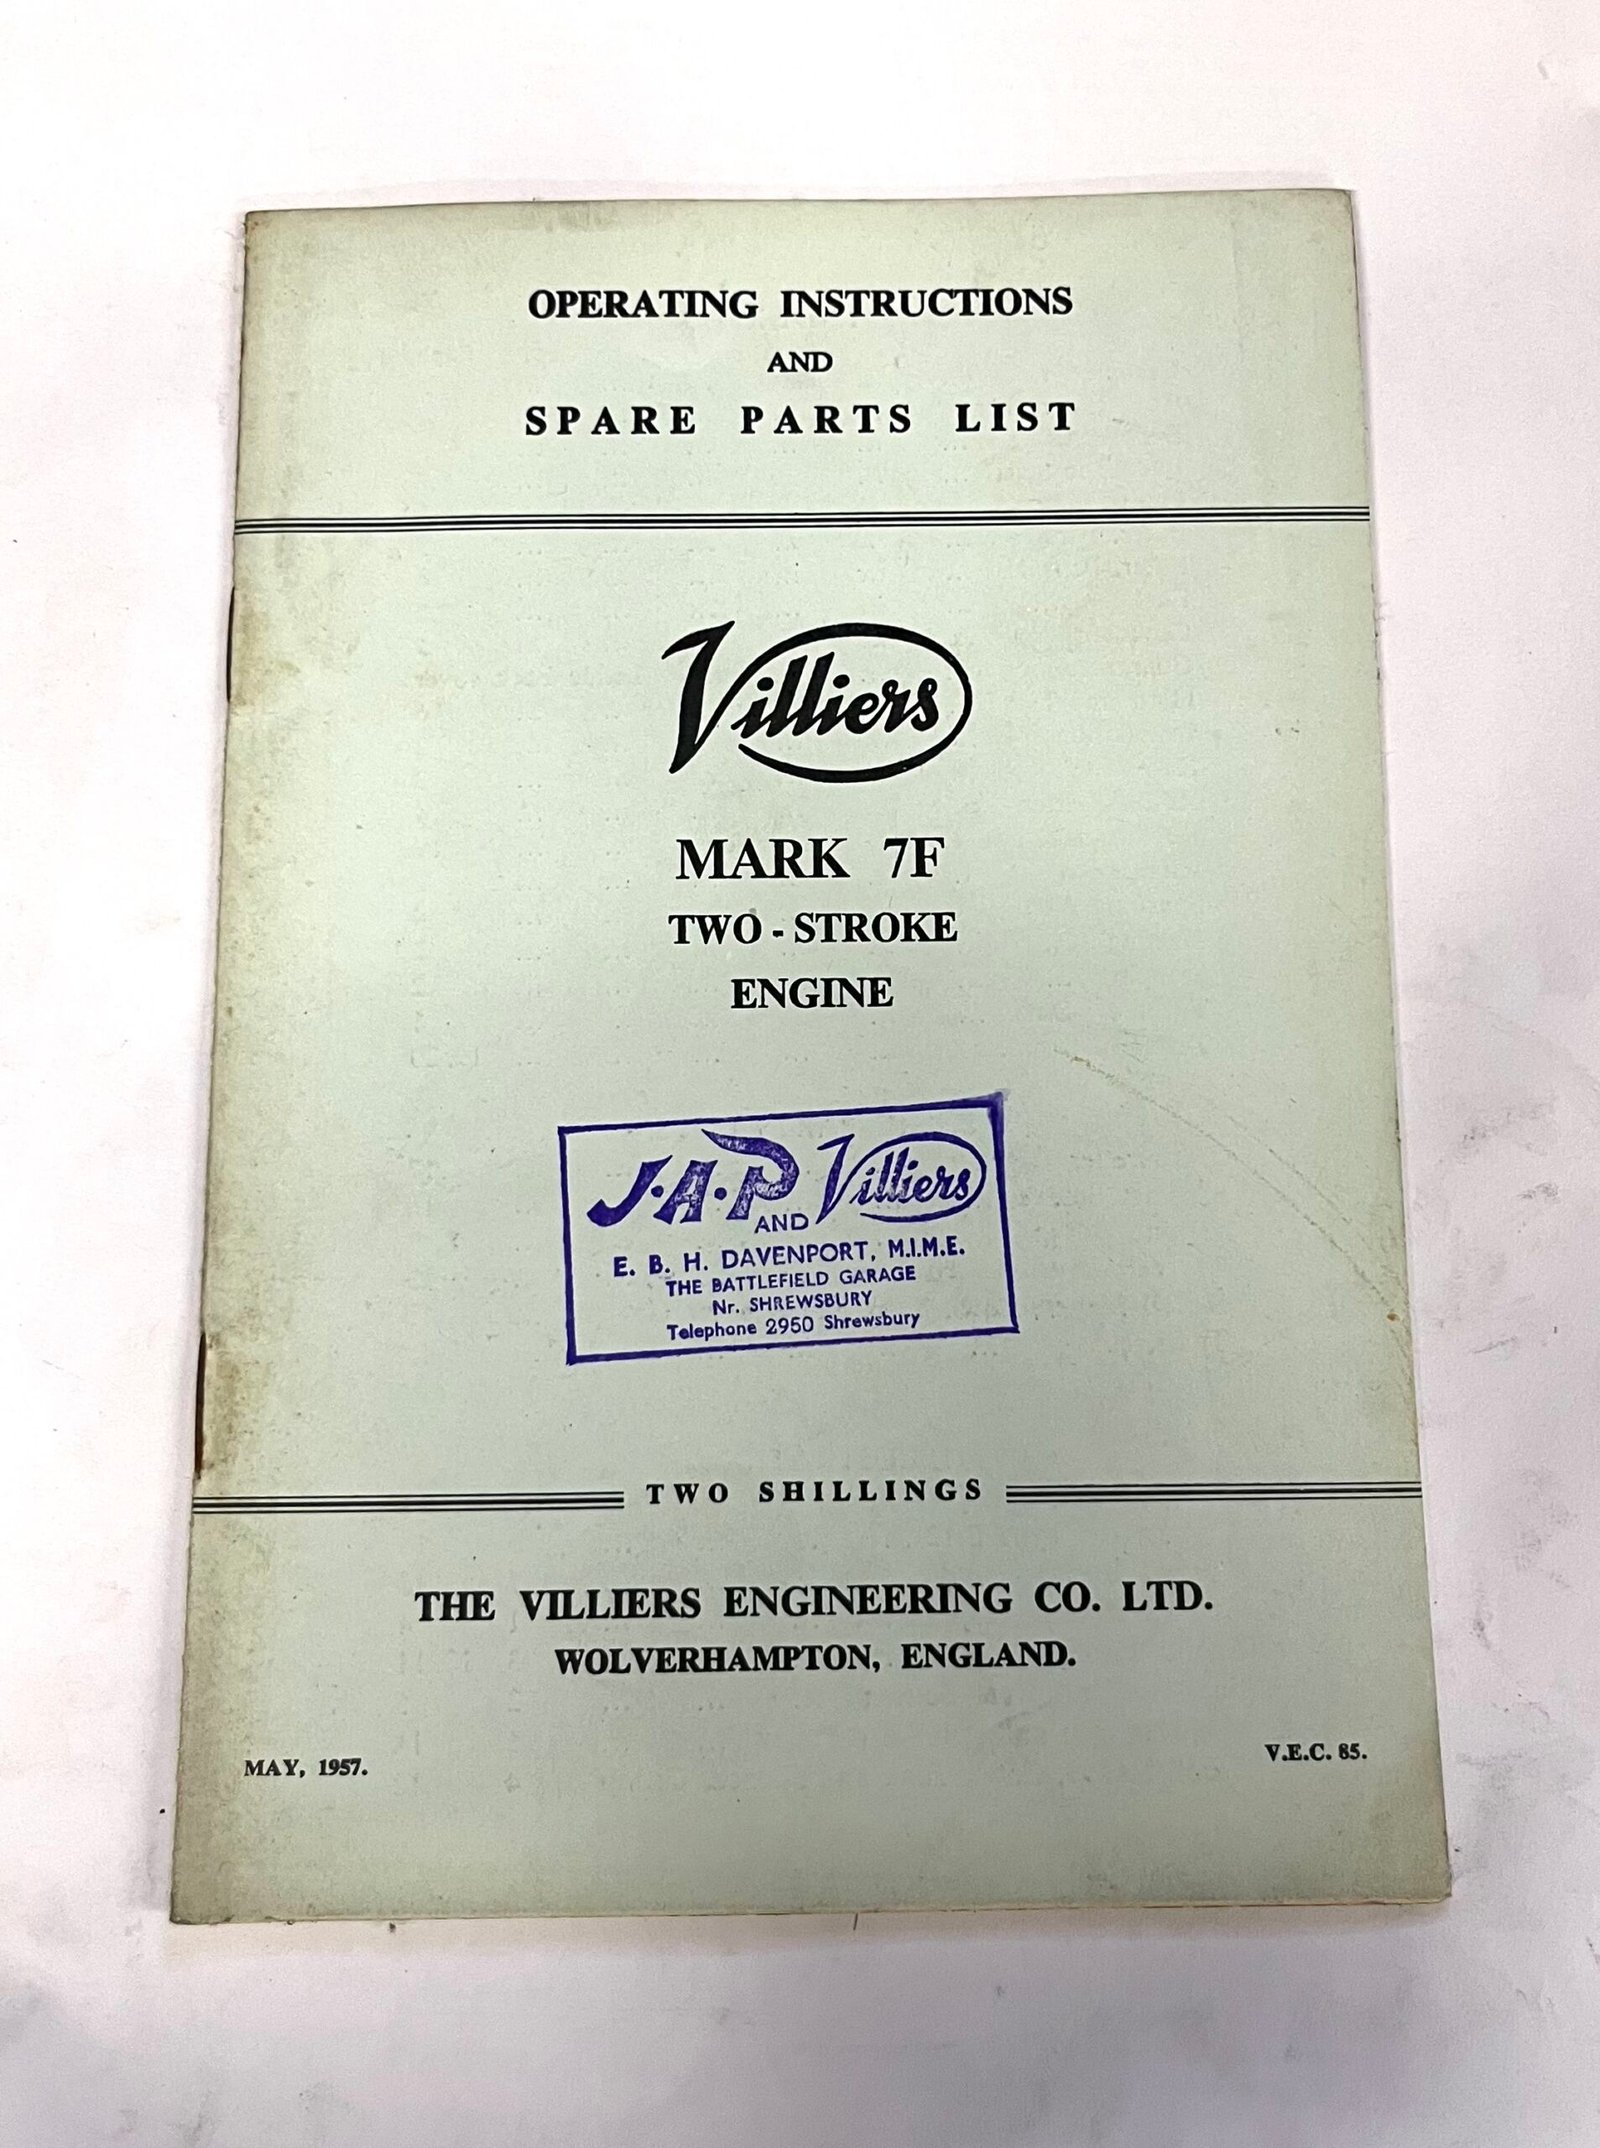 OPERATING INSTRUCTIONS
AND
SPARE PARTS LIST
Villiers
MARK 7F
TWO-STROKE
ENGINE
J.A.P AND Villiers
E. B. H. DAVENPORT, M.I.M.E.
THE BATTLEFIELD GARAGE
Nr. SHREWSBURY
Telephone 2950 Shrewsbury
TWO SHILLINGS
THE VILLIERS ENGINEERING CO. LTD.
WOLVERHAMPTON, ENGLAND.
MAY, 1957.
V.E.C. 85.